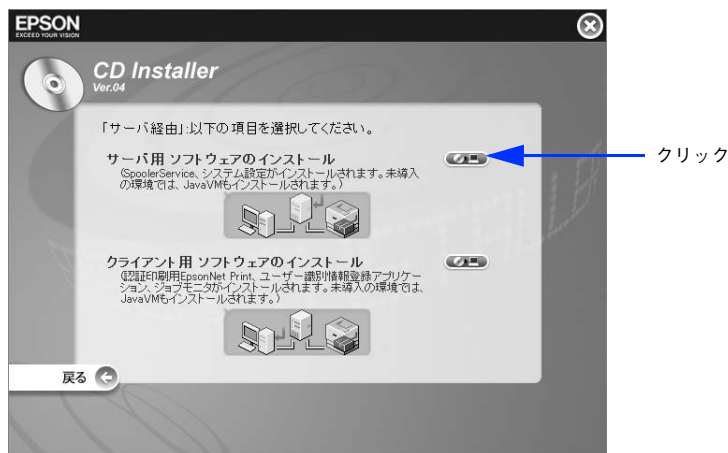 EPSON
EXCEED YOUR VISION
CD Installer
Ver.04
「サーバ経由」:以下の項目を選択してください。
サーバ用 ソフトウェアのインストール
クリック
(SpoolerService、システム設定がインストールされます。未導入
の環境では、JavaVMもインストールされます。)
クライアント用 ソフトウェアのインストール
(認証印刷用EpsonNet Print、ユーザー識別情報登録アプリケー
ション、ジョブモニタがインストールされます。未導入の環境では、
JavaVMもインストールされます。)
戻る